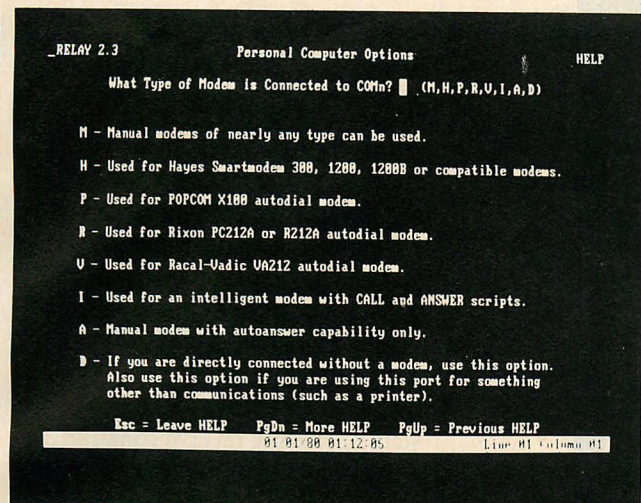 _RELAY 2.3 Personal Computer Options HELP
What Type of Modem is Connected to COMn? (M,H,P,R,V,I,A,D)
M - Manual modems of nearly any type can be used.
H - Used for Hayes Smartmodem 300, 1200, 1200B or compatible modems.
P - Used for POPCOM X100 autodial modem.
R - Used for Rixon PC212A or R212A autodial modem.
V - Used for Racal-Vadic VA212 autodial modem.
I - Used for an intelligent modem with CALL and ANSWER scripts.
A - Manual modem with autoanswer capability only.
D - If you are directly connected without a modem, use this option.
Also use this option if you are using this port for something
other than communications (such as a printer).
Esc = Leave HELP PgDn = More HELP PgUp = Previous HELP
01/01/80 01:12:05 Line 01 Column 01